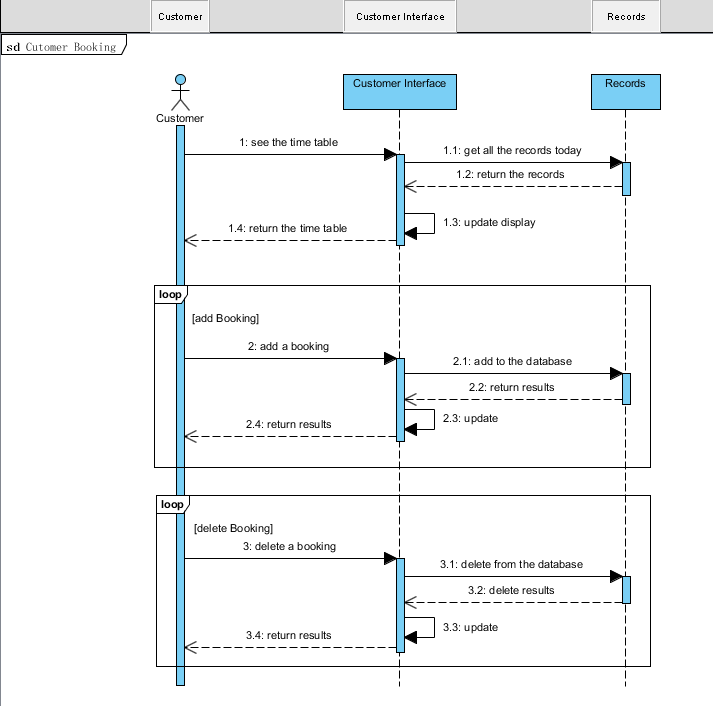 Customer
Customer Interface
Records
sd Cutomer Booking
Customer Interface
Records
Customer
1: see the time table
1.1: get all the records today
1.2: return the records
1.3: update display
1.4: return the time table
loop
[add Booking]
2: add a booking
2.1: add to the database
2.2: return results
2.3: update
2.4: return results
loop
[delete Booking]
3: delete a booking
3.1: delete from the database
3.2: delete results
3.3: update
3.4: return results